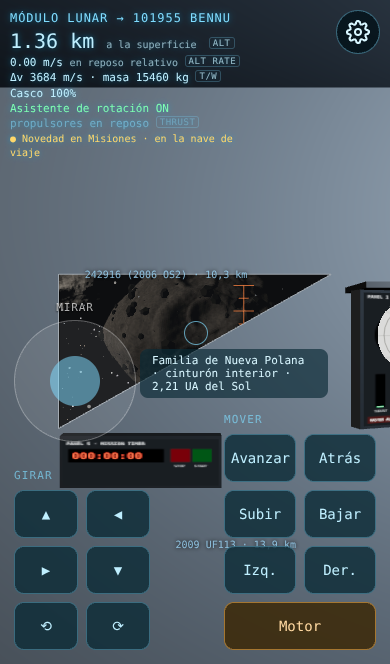 MÓDULO LUNAR → 101955 BENNU
1.36 km a la superficie ALT
0.00 m/s en reposo relativo ALT RATE
Δv 3684 m/s · masa 15460 kg T/W
Casco 100%
Asistente de rotación ON
propulsores en reposo THRUST
● Novedad en Misiones · en la nave de
viaje
242916 (2006 OS2) · 10,3 km
MIRAR
Familia de Nueva Polana
· cinturón interior ·
2,21 UA del Sol
MOVER
GIRAR
000:00:00
Avanzar
Atrás
▲
◀
Subir
Bajar
2009 UF113 · 13,9 km
▶
▼
Izq.
Der.
⟲
⟳
Motor